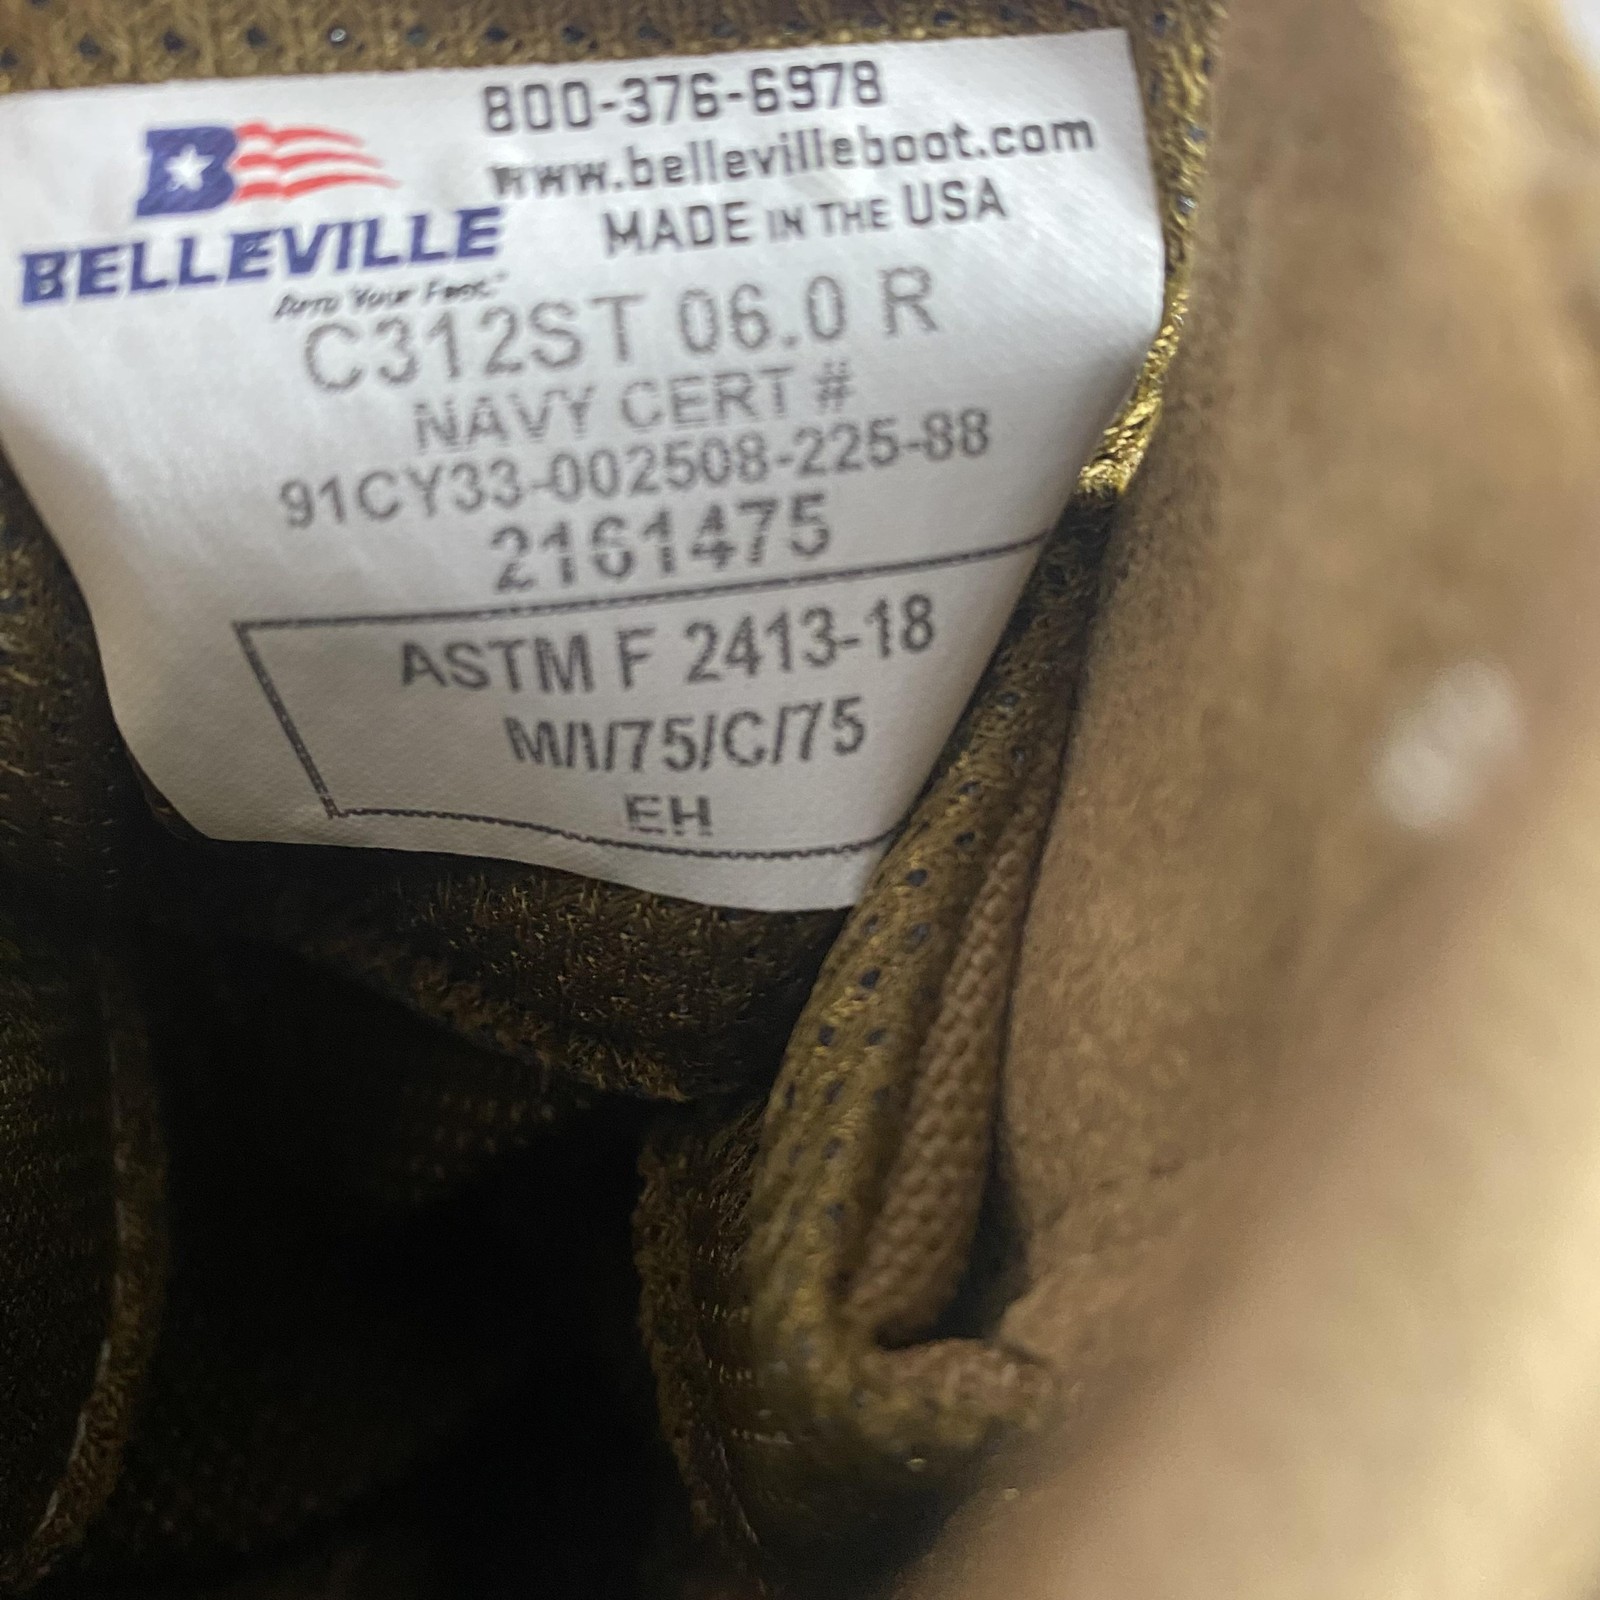 800-376-6978
www.bellevilleboot.com
MADE IN THE USA
B
BELLEVILLE
Your
C312ST 06.0 R
NAVY CERT #
91CY33-002508-225-88
2161475
ASTM F 2413-18
M/I/75/C/75
EH